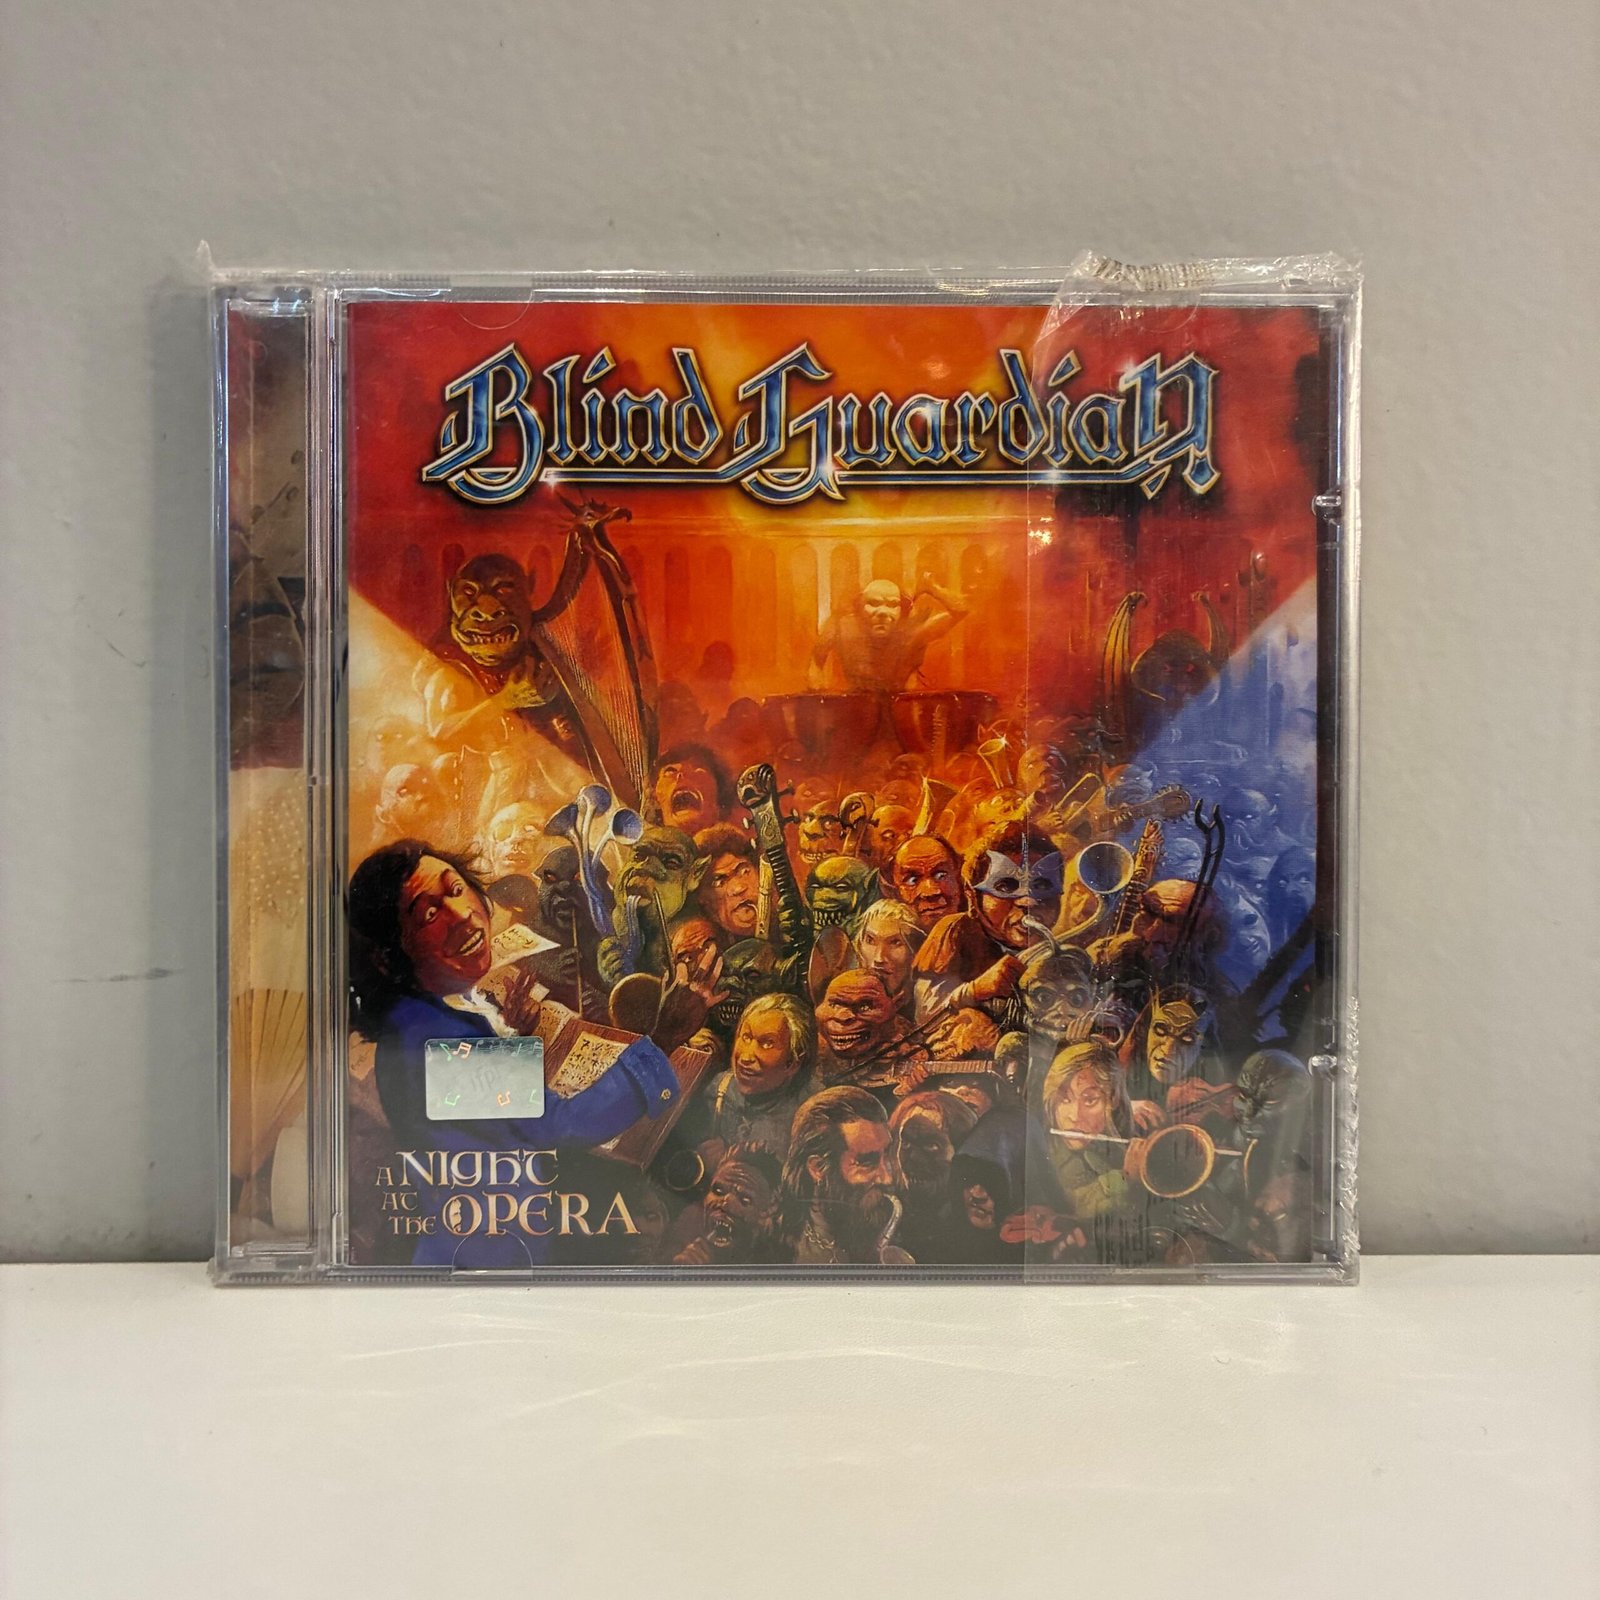 Blind Guardian
A NIGHT
AT
THE OPERA